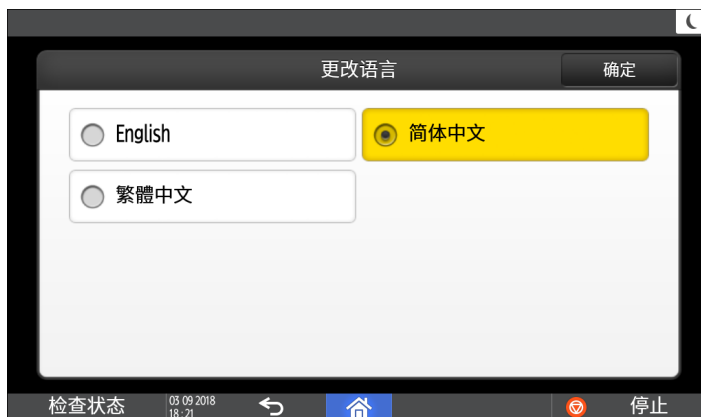 更改语言
确定
English
简体中文
繁體中文
检查状态
03 09 2018
18 : 21
停止